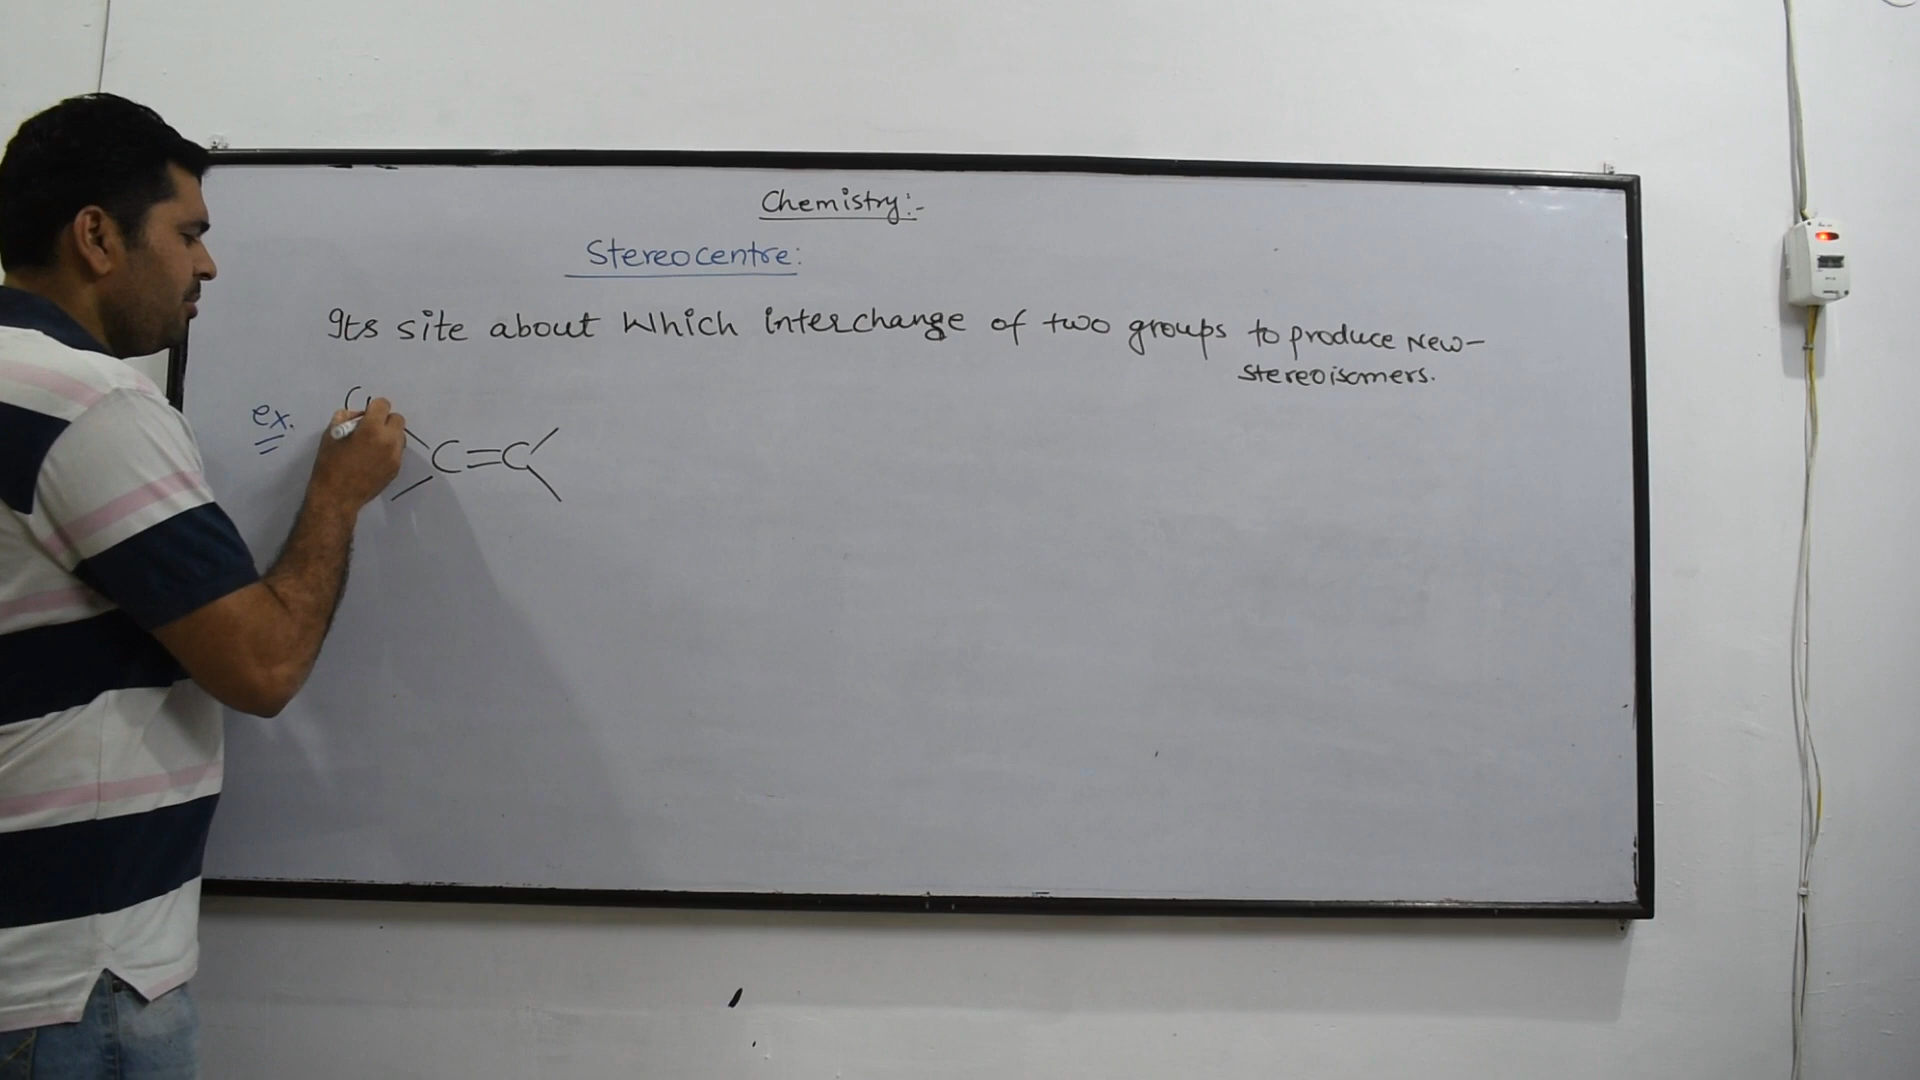 Chemistry:-
Stereocentre:
Its site about Which interchange of two groups to produce New-
stereoisomers.
ex.
C=C